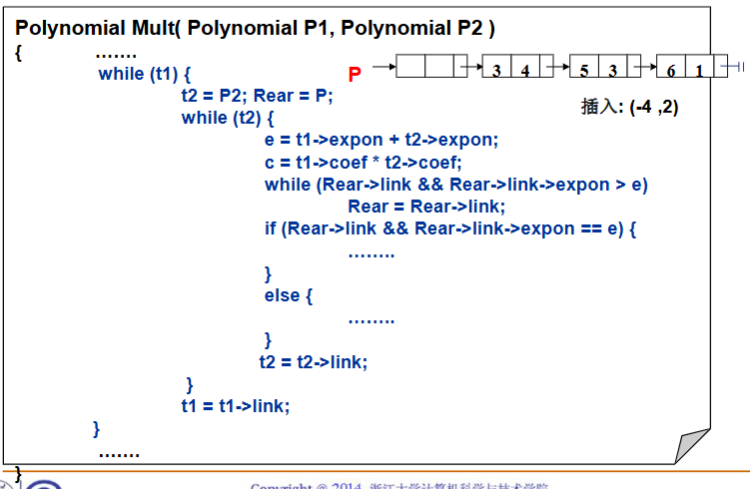 Polynomial Mult( Polynomial P1, Polynomial P2 )
{ .......
while (t1) {
P 3 4 5 3 6 1
t2 = P2; Rear = P;
插入: (-4 ,2)
while (t2) {
e = t1->expon + t2->expon;
c = t1->coef * t2->coef;
while (Rear->link && Rear->link->expon > e)
Rear = Rear->link;
if (Rear->link && Rear->link->expon == e) {
........
}
else {
........
}
t2 = t2->link;
}
t1 = t1->link;
}
.......
}
Copyright © 2014, 浙江大学计算机科学与技术学院